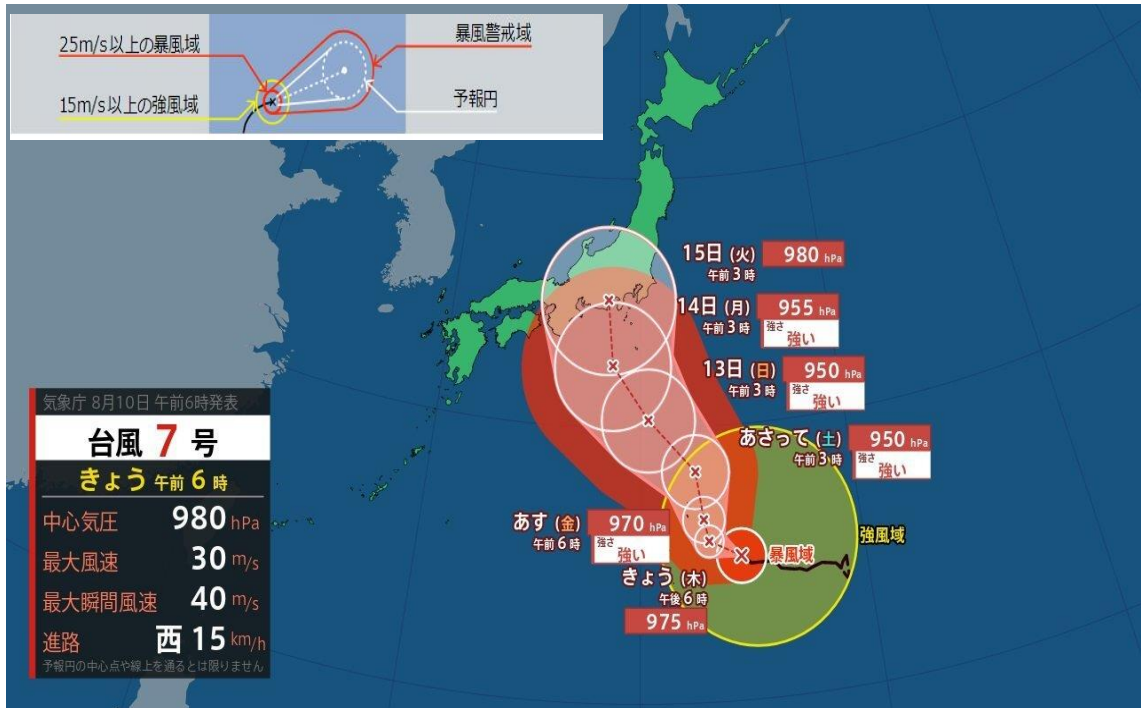 25m/s以上の暴風域
暴風警戒域
15m/s以上の強風域
予報円
15日 (火) 980 hPa
午前3時
14日 (月) 955 hPa
午前3時 強さ 強い
13日 (日) 950 hPa
午前3時 強さ 強い
あさって (土) 950 hPa
午前3時 強さ 強い
あす (金) 970 hPa
午前6時 強さ 強い
きょう (木)
午後6時
975 hPa
強風域
暴風域
気象庁 8月10日 午前6時発表
台風 7 号
きょう 午前 6 時
中心気圧 980 hPa
最大風速 30 m/s
最大瞬間風速 40 m/s
進路 西 15 km/h
予報円の中心点や線上を通るとは限りません